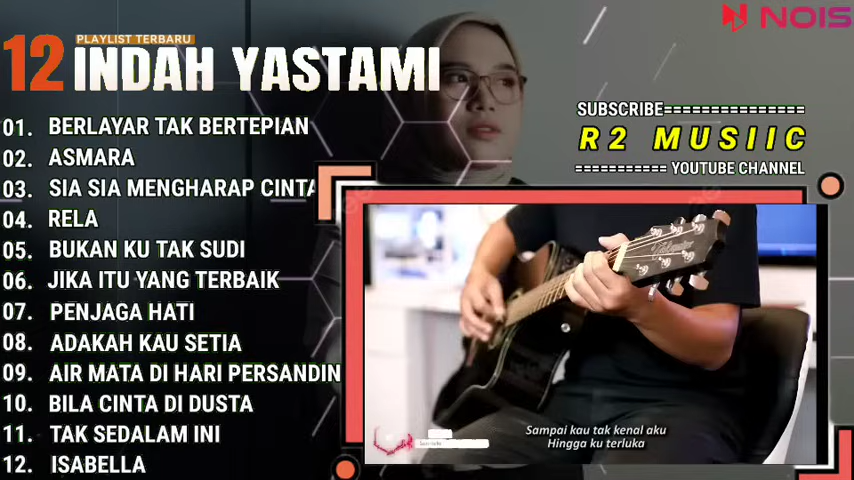 NOIS
PLAYLIST TERBARU
12 INDAH YASTAMI
01. BERLAYAR TAK BERTEPIAN
02. ASMARA
03. SIA SIA MENGHARAP CINTA
04. RELA
05. BUKAN KU TAK SUDI
06. JIKA ITU YANG TERBAIK
07. PENJAGA HATI
08. ADAKAH KAU SETIA
09. AIR MATA DI HARI PERSANDIN
10. BILA CINTA DI DUSTA
11. TAK SEDALAM INI
12. ISABELLA
SUBSCRIBE===============
R2 MUSIIC
=========== YOUTUBE CHANNEL
Sampai kau tak kenal aku
Hingga ku terluka